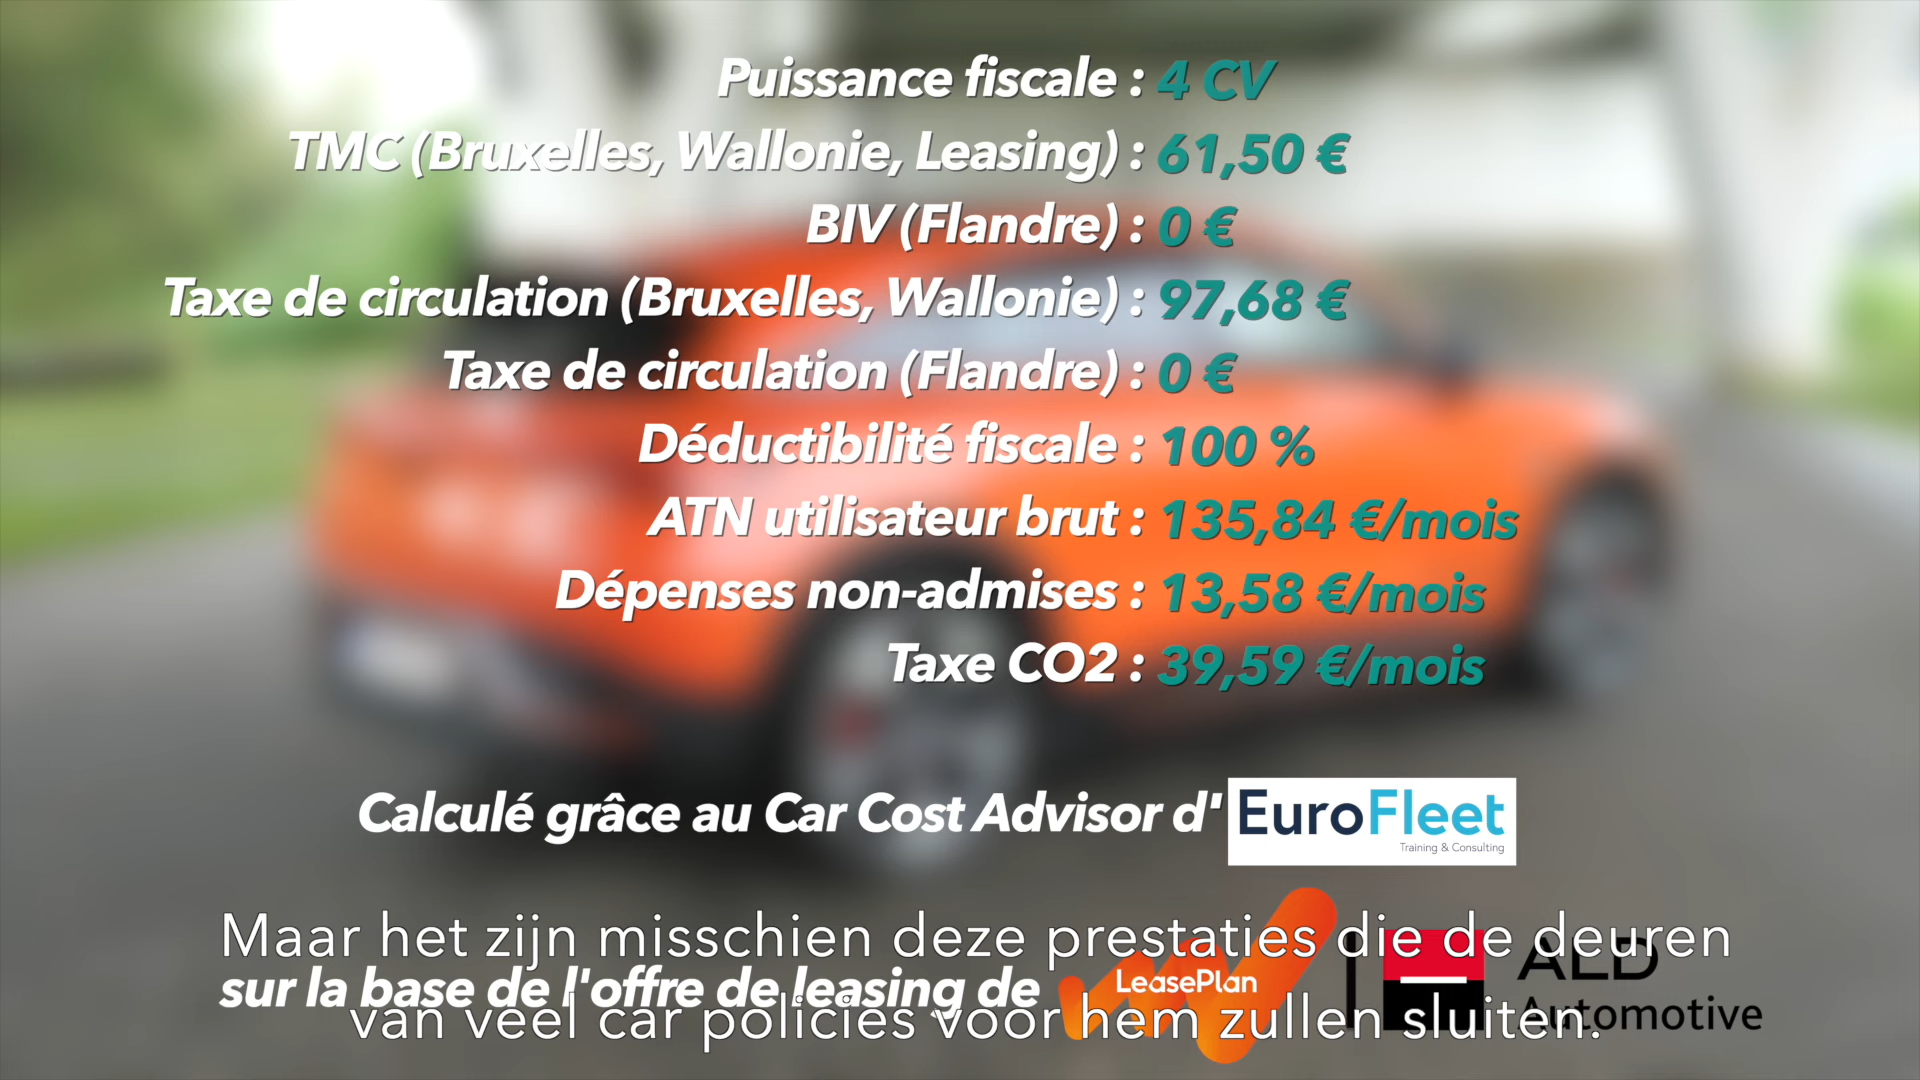 Puissance fiscale : 4 CV
TMC (Bruxelles, Wallonie, Leasing) : 61,50 €
BIV (Flandre) : 0 €
Taxe de circulation (Bruxelles, Wallonie) : 97,68 €
Taxe de circulation (Flandre) : 0 €
Déductibilité fiscale : 100 %
ATN utilisateur brut : 135,84 €/mois
Dépenses non-admises : 13,58 €/mois
Taxe CO2 : 39,59 €/mois
Calculé grâce au Car Cost Advisor d' EuroFleet
Training & Consulting
Maar het zijn misschien deze prestaties die de deuren
sur la base de l'offre de leasing de LeasePlan | ALD
Automotive
van veel car policies voor hem zullen sluiten.